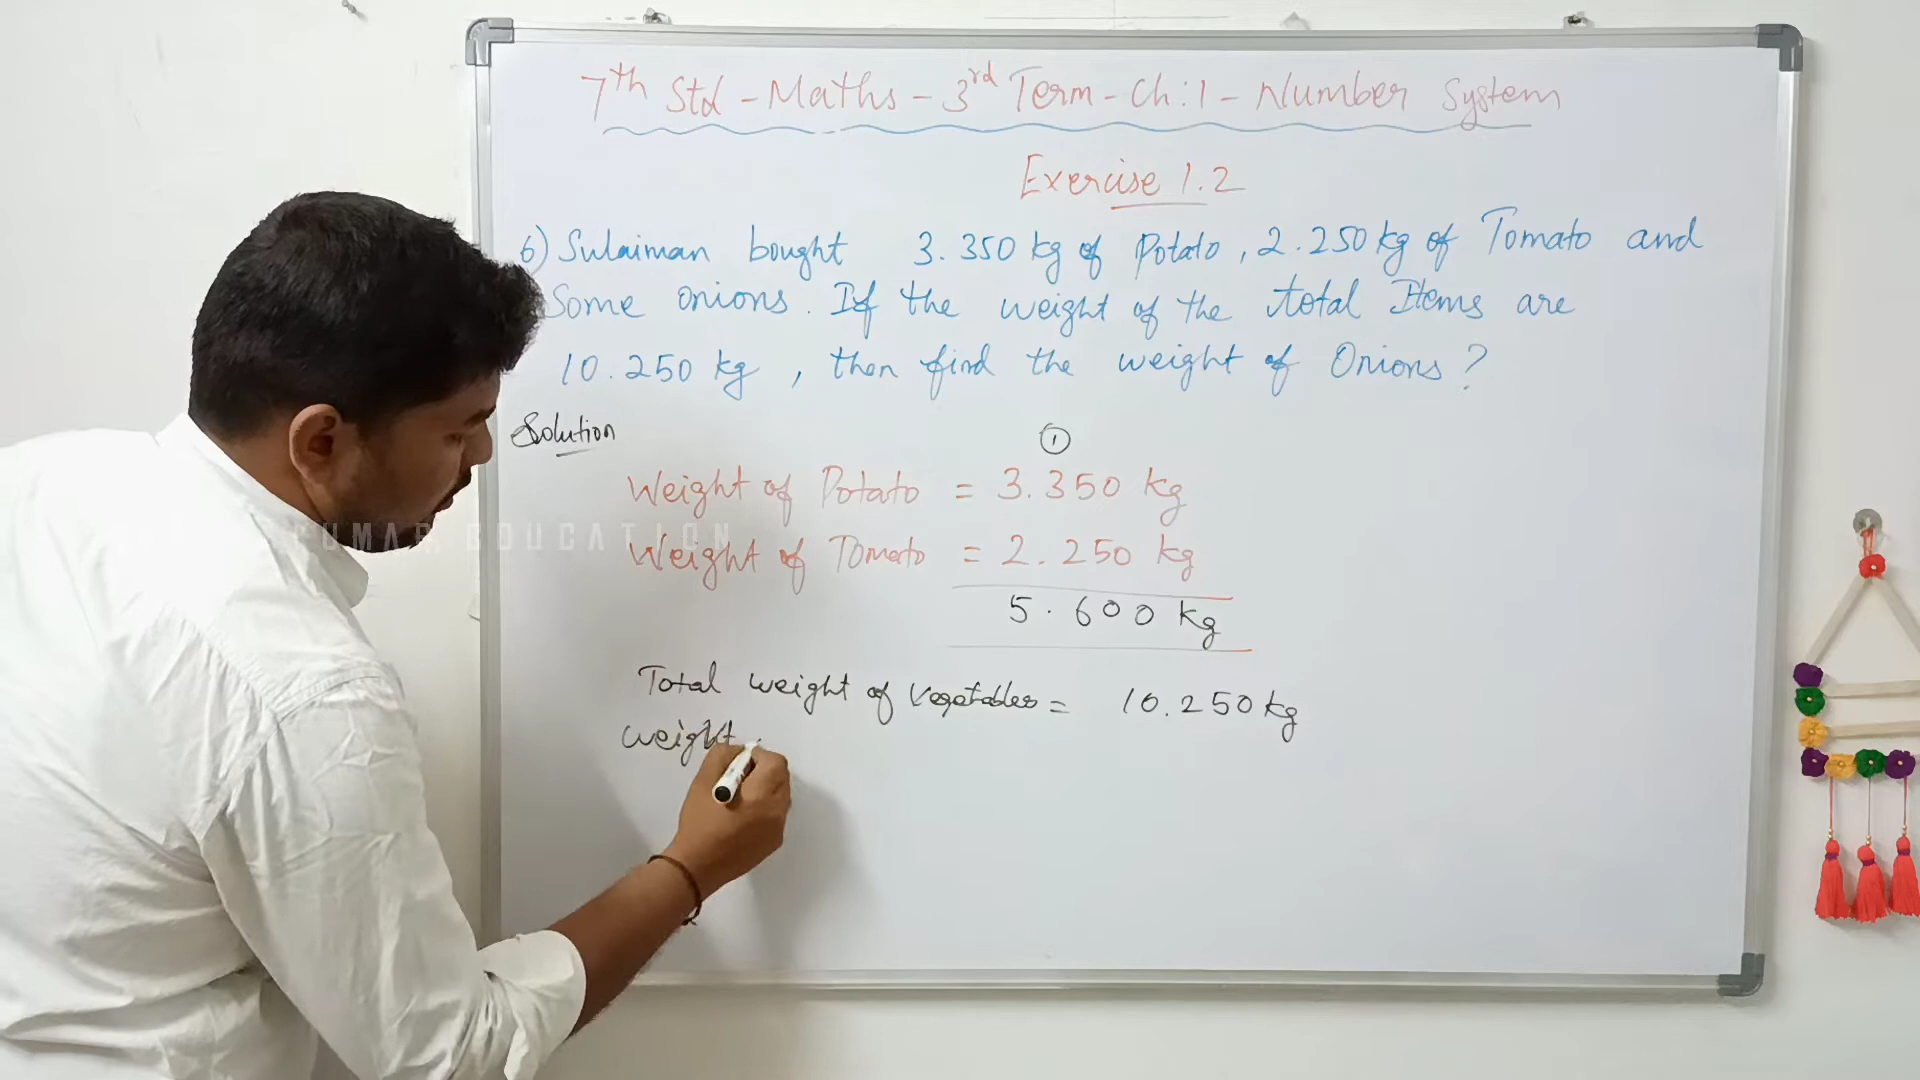 7th Std - Maths - 3rd Term - Ch:1 - Number System
Exercise 1.2
6) Sulaiman bought 3.350 kg of Potato, 2.250 kg of Tomato and
Some onions. If the weight of the total Items are
10.250 kg, then find the weight of Onions?
Solution
1
Weight of Potato = 3.350 kg
UMAR EDUCATION
Weight of Tomato = 2.250 kg
5.600 kg
Total weight of vegetables = 10.250 kg
weight